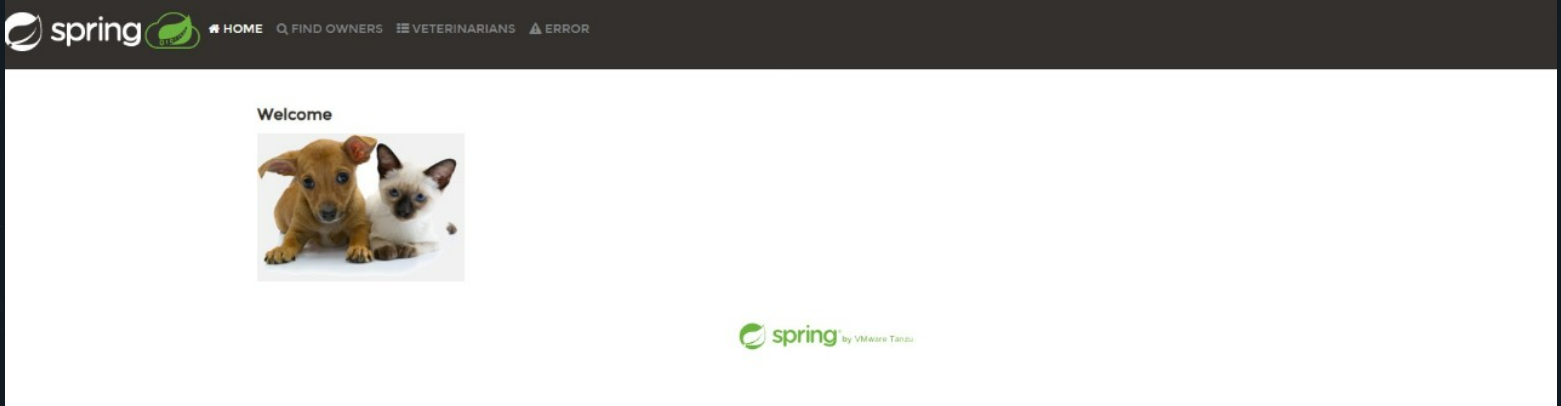 spring HOME FIND OWNERS VETERINARIANS ERROR
Welcome
spring by VMware Tanzu